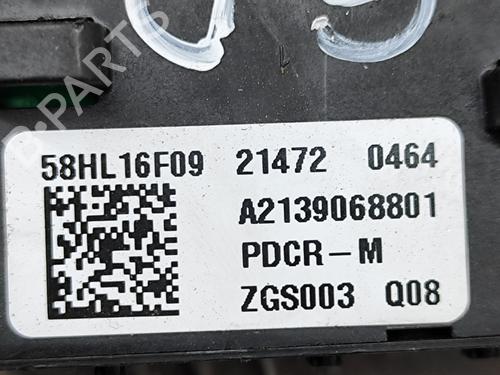 B-PARTS
58HL16F09 21472 0464
A2139068801
PDCR-M
ZGS003 Q08